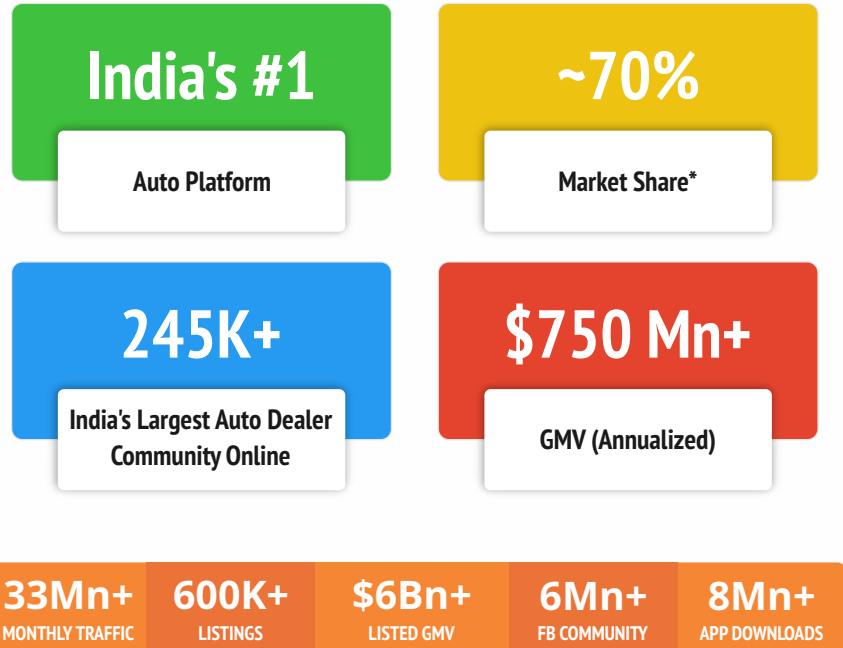 India's #1
Auto Platform
~70%
Market Share*
245K+
India's Largest Auto Dealer
Community Online
$750 Mn+
GMV (Annualized)
33Mn+
MONTHLY TRAFFIC
600K+
LISTINGS
$6Bn+
LISTED GMV
6Mn+
FB COMMUNITY
8Mn+
APP DOWNLOADS